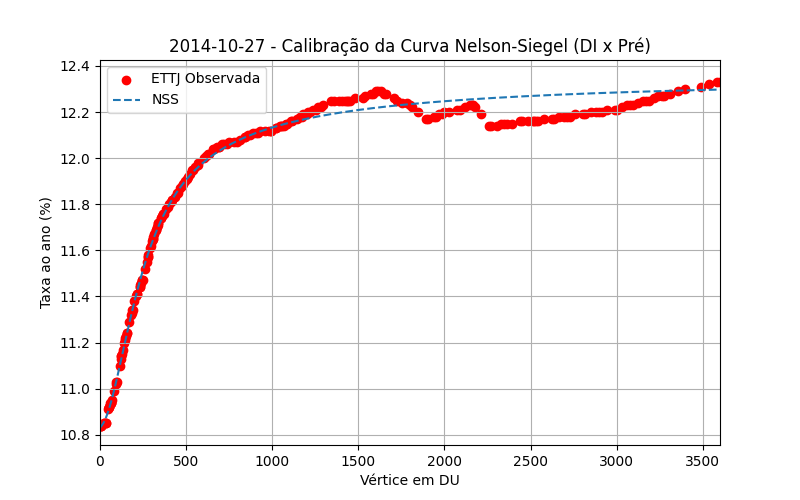 2014-10-27 - Calibração da Curva Nelson-Siegel (DI x Pré)
ETTJ Observada
NSS
Taxa ao ano (%)
12.4
12.2
12.0
11.8
11.6
11.4
11.2
11.0
10.8
0 500 1000 1500 2000 2500 3000 3500
Vértice em DU